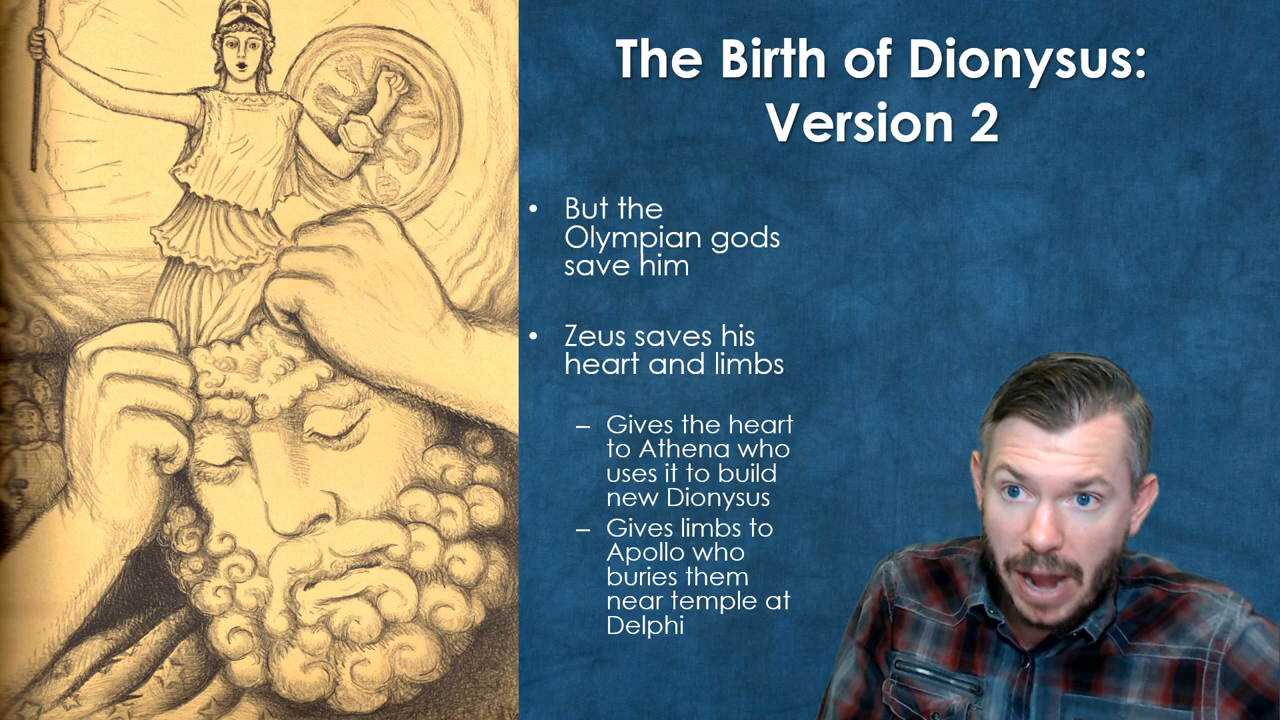 The Birth of Dionysus:
Version 2
• But the
Olympian gods
save him
• Zeus saves his
heart and limbs
– Gives the heart
to Athena who
uses it to build
new Dionysus
– Gives limbs to
Apollo who
buries them
near temple at
Delphi